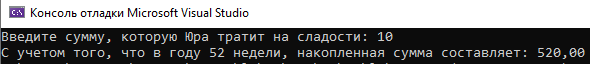 Консоль отладки Microsoft Visual Studio
Введите сумму, которую Юра тратит на сладости: 10
С учетом того, что в году 52 недели, накопленная сумма составляет: 520,00